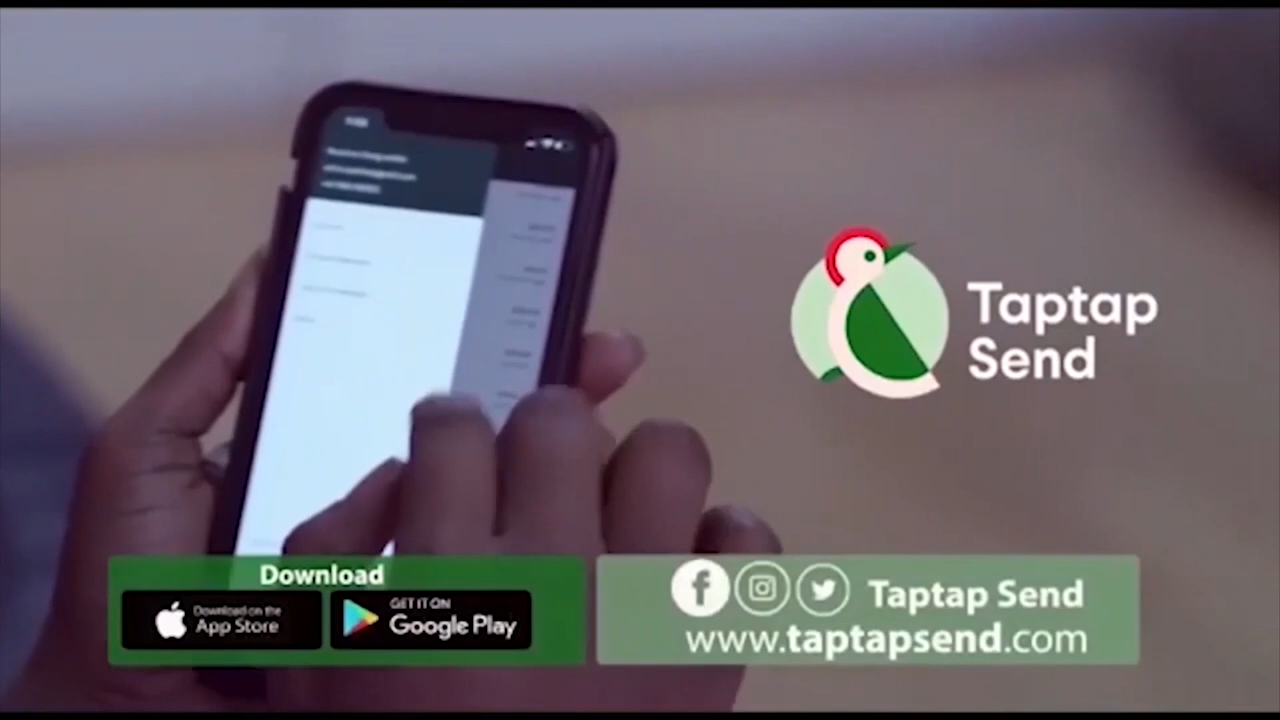 Taptap
Send
Download
Download on the
App Store
GET IT ON
Google Play
Taptap Send
www.taptapsend.com